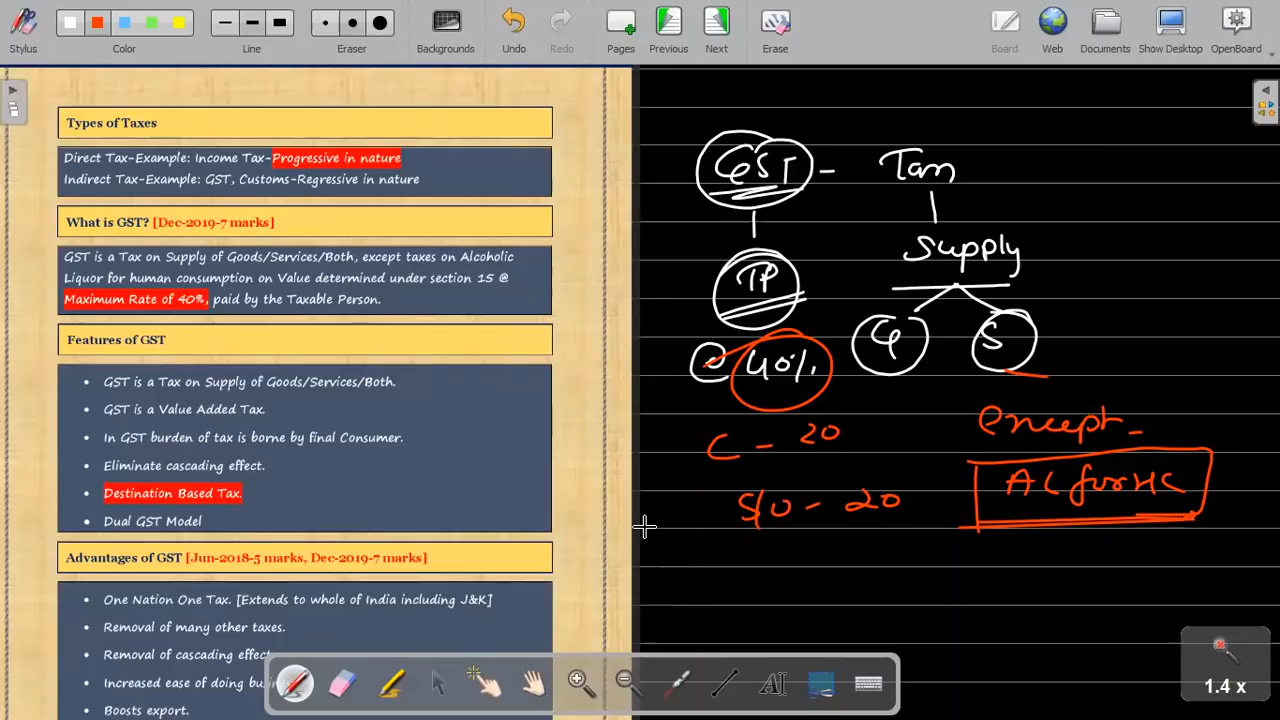 Stylus
Color
Line
Eraser
Backgrounds
Undo
Redo
Pages
Previous
Next
Erase
Board
Web
Documents
Show Desktop
OpenBoard
Types of Taxes
Direct Tax-Example: Income Tax-Progressive in nature
Indirect Tax-Example: GST, Customs-Regressive in nature
What is GST? [Dec-2019-7 marks]
GST is a Tax on Supply of Goods/Services/Both, except taxes on Alcoholic
Liquor for human consumption on Value determined under section 15 @
Maximum Rate of 40%, paid by the Taxable Person.
Features of GST
• GST is a Tax on Supply of Goods/Services/Both.
• GST is a Value Added Tax.
• In GST burden of tax is borne by final Consumer.
• Eliminate cascading effect.
• Destination Based Tax.
• Dual GST Model
Advantages of GST [Jun-2018-5 marks, Dec-2019-7 marks]
• One Nation One Tax. [Extends to whole of India including J&K]
• Removal of many other taxes.
• Removal of cascading effect
• Increased ease of doing
• Boosts export.
GST - Tax
Supply
TP
G S
@ 40%
C - 20
except -
AL for HC
S/U - 20
1.4 x